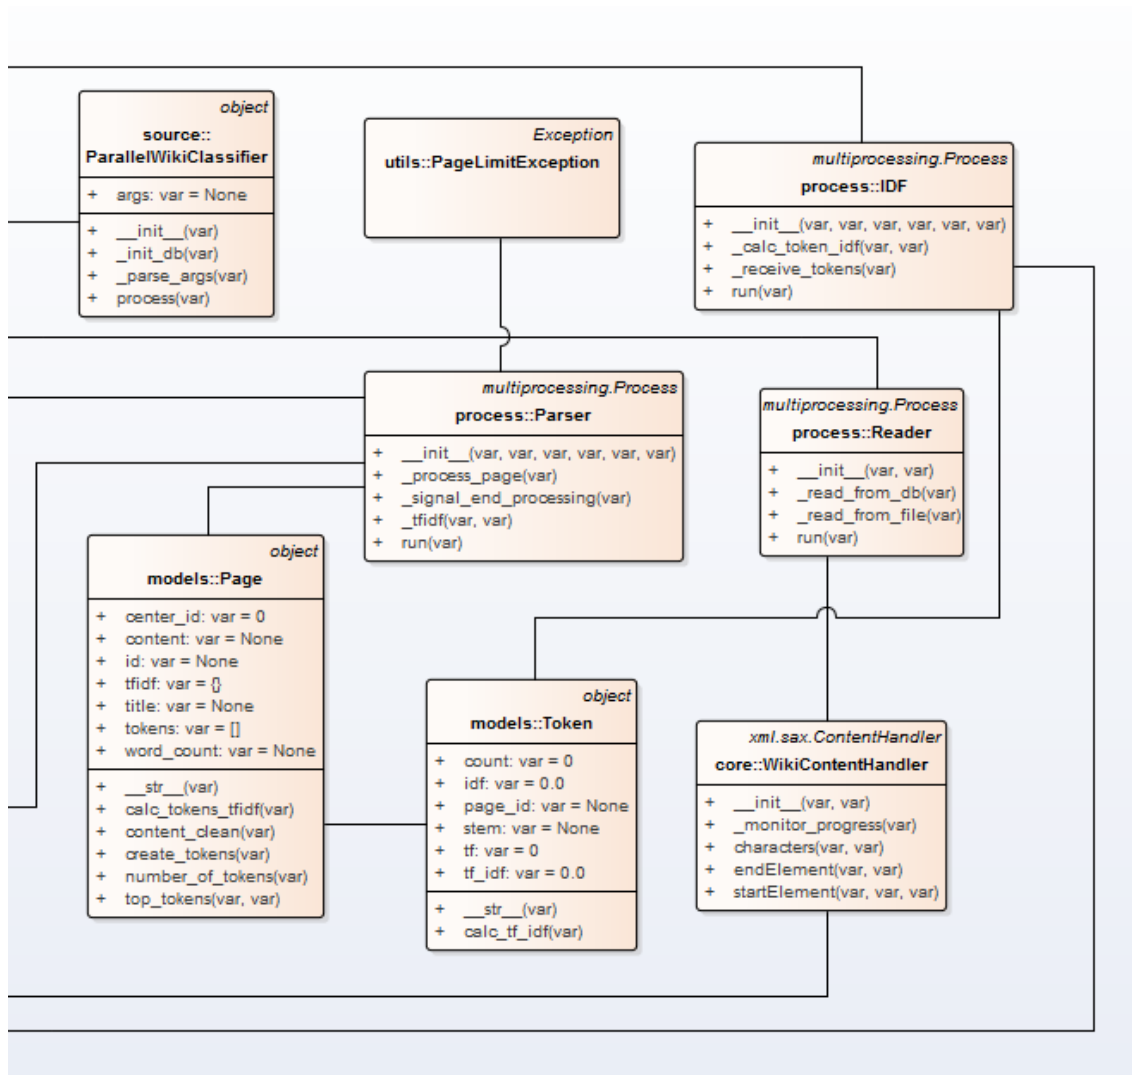 object
source::
ParallelWikiClassifier
+ args: var = None
+ __init__(var)
+ _init_db(var)
+ _parse_args(var)
+ process(var)
Exception
utils::PageLimitException
multiprocessing.Process
process::IDF
+ __init__(var, var, var, var, var, var)
+ _calc_token_idf(var, var)
+ _receive_tokens(var)
+ run(var)
multiprocessing.Process
process::Parser
+ __init__(var, var, var, var, var, var)
+ _process_page(var)
+ _signal_end_processing(var)
+ _tfidf(var, var)
+ run(var)
multiprocessing.Process
process::Reader
+ __init__(var, var)
+ _read_from_db(var)
+ _read_from_file(var)
+ run(var)
object
models::Page
+ center_id: var = 0
+ content: var = None
+ id: var = None
+ tfidf: var = {}
+ title: var = None
+ tokens: var = []
+ word_count: var = None
+ __str__(var)
+ calc_tokens_tfidf(var)
+ content_clean(var)
+ create_tokens(var)
+ number_of_tokens(var)
+ top_tokens(var, var)
object
models::Token
+ count: var = 0
+ idf: var = 0.0
+ page_id: var = None
+ stem: var = None
+ tf: var = 0
+ tf_idf: var = 0.0
+ __str__(var)
+ calc_tf_idf(var)
xml.sax.ContentHandler
core::WikiContentHandler
+ __init__(var, var)
+ _monitor_progress(var)
+ characters(var, var)
+ endElement(var, var)
+ startElement(var, var, var)